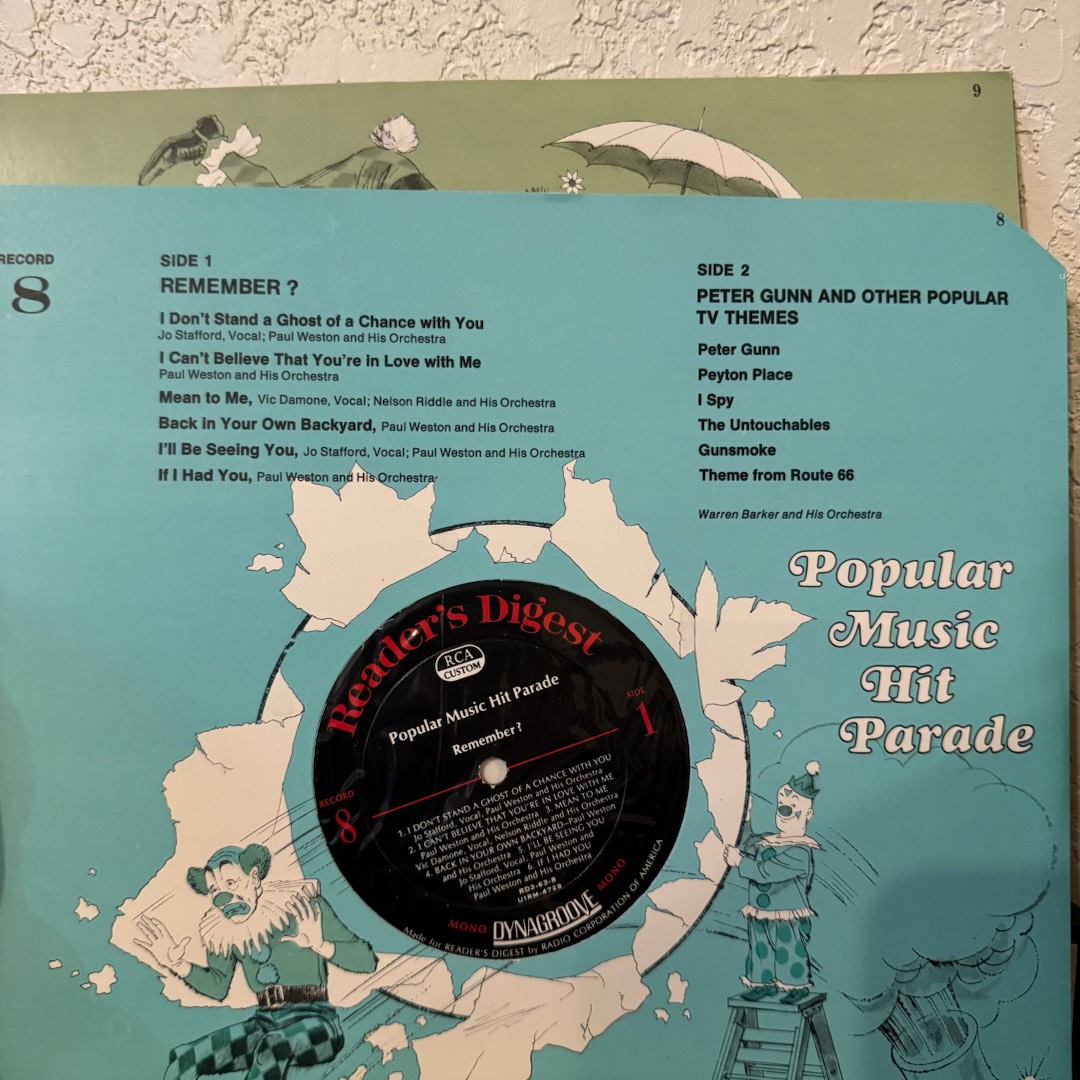 9
8
RECORD
8
SIDE 1
REMEMBER ?
I Don't Stand a Ghost of a Chance with You
Jo Stafford, Vocal; Paul Weston and His Orchestra
I Can't Believe That You're in Love with Me
Paul Weston and His Orchestra
Mean to Me, Vic Damone, Vocal; Nelson Riddle and His Orchestra
Back in Your Own Backyard, Paul Weston and His Orchestra
I'll Be Seeing You, Jo Stafford, Vocal; Paul Weston and His Orchestra
If I Had You, Paul Weston and His Orchestra
SIDE 2
PETER GUNN AND OTHER POPULAR
TV THEMES
Peter Gunn
Peyton Place
I Spy
The Untouchables
Gunsmoke
Theme from Route 66
Warren Barker and His Orchestra
Popular
Music
Hit
Parade
Reader's Digest
RCA
CUSTOM
Popular Music Hit Parade
Remember?
SIDE
1
RECORD
8
1. I DON'T STAND A GHOST OF A CHANCE WITH YOU
Jo Stafford, Vocal, Paul Weston and His Orchestra
2. I CAN'T BELIEVE THAT YOU'RE IN LOVE WITH ME
Paul Weston and His Orchestra 3. MEAN TO ME
Vic Damone, Vocal, Nelson Riddle and His Orchestra
4. BACK IN YOUR OWN BACKYARD–Paul Weston
and His Orchestra 5. I'LL BE SEEING YOU
Jo Stafford, Vocal, Paul Weston and
His Orchestra 6. IF I HAD YOU
Paul Weston and His Orchestra
RD3-63-8
U1RM-4728
MONO DYNAGROOVE MONO
Made for READER'S DIGEST by RADIO CORPORATION OF AMERICA